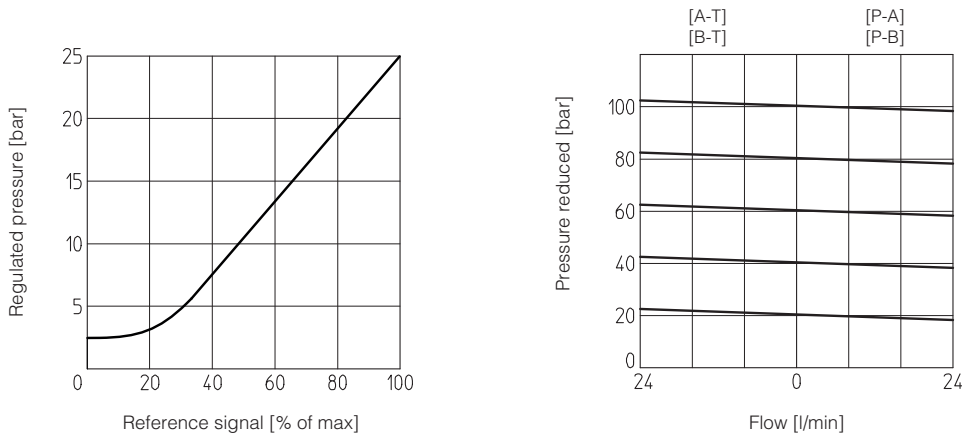 Regulated pressure [bar]
25
20
15
10
5
0 20 40 60 80 100
Reference signal [% of max]
[A-T] [P-A]
[B-T] [P-B]
Pressure reduced [bar]
100
80
60
40
20
0
24 0 24
Flow [l/min]